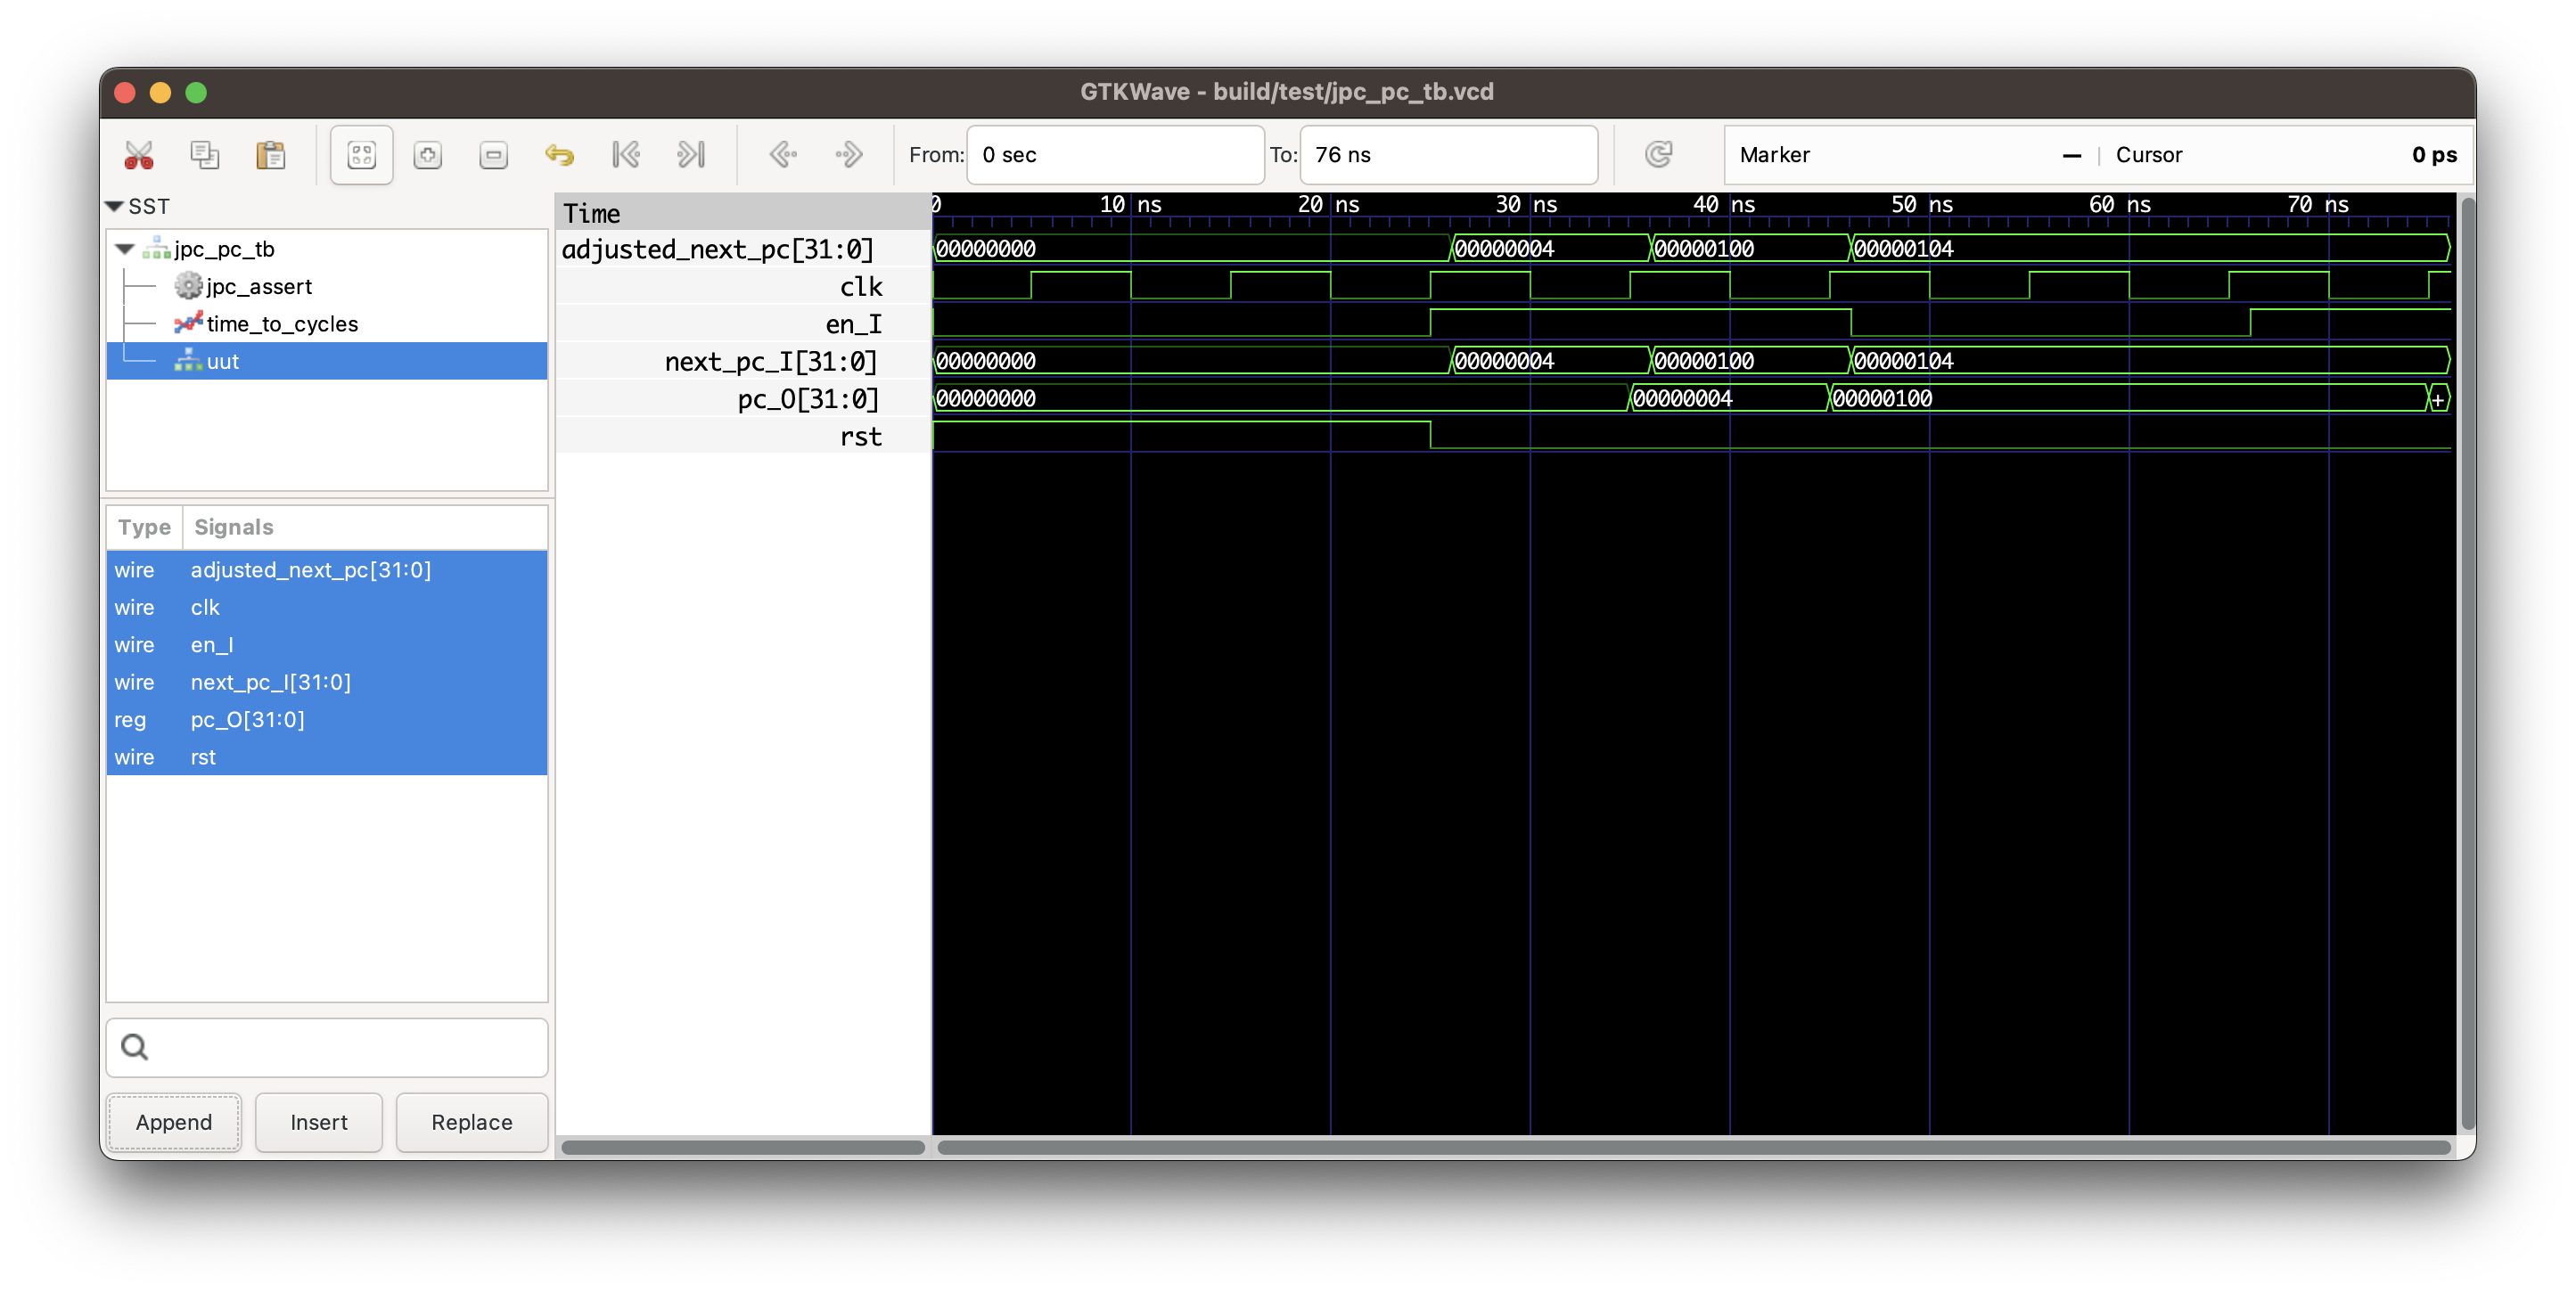 GTKWave - build/test/jpc_pc_tb.vcd
From: 0 sec To: 76 ns Marker — | Cursor 0 ps
SST
jpc_pc_tb
jpc_assert
time_to_cycles
uut
Type Signals
wire adjusted_next_pc[31:0]
wire clk
wire en_I
wire next_pc_I[31:0]
reg pc_O[31:0]
wire rst
Append Insert Replace
Time
adjusted_next_pc[31:0]
clk
en_I
next_pc_I[31:0]
pc_O[31:0]
rst
0 10 ns 20 ns 30 ns 40 ns 50 ns 60 ns 70 ns
00000000 00000004 00000100 00000104
00000000 00000004 00000100 00000104
00000000 00000004 00000100 +